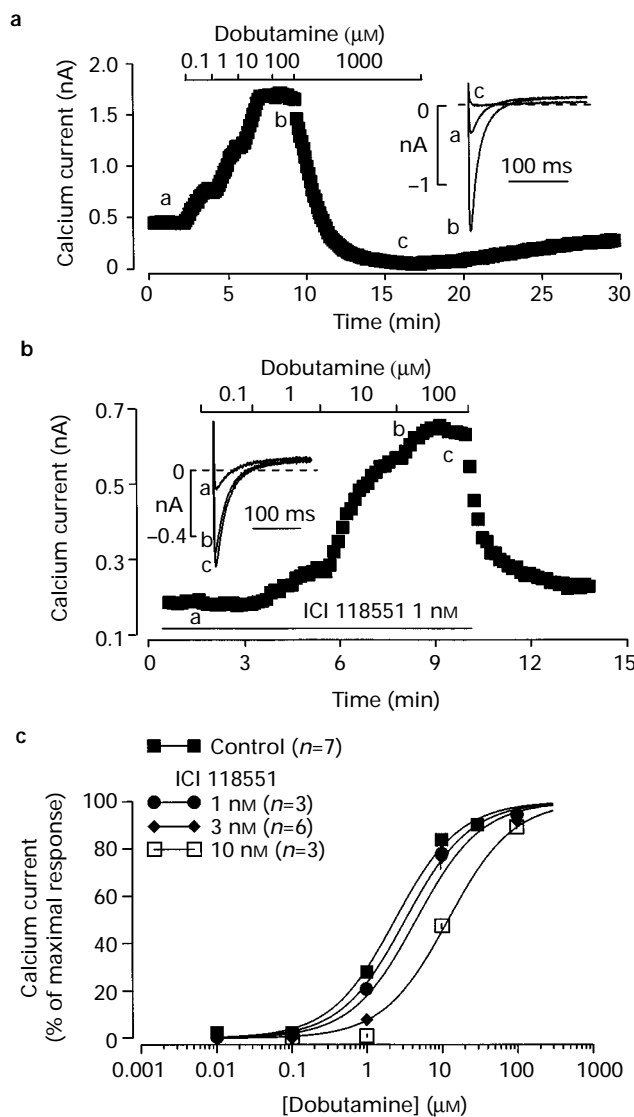 a
Dobutamine (μM)
0.1 1 10 100 1000
Calcium current (nA)
2.0
1.5
1.0
0.5
0
a
b
c
c
0
a
nA
100 ms
−1
b
0 5 10 15 20 25 30
Time (min)
b
Dobutamine (μM)
0.1 1 10 100
Calcium current (nA)
0.7
0.5
0.3
0.1
b
c
0
a
nA
100 ms
−0.4
b
c
a
ICI 118551 1 nM
0 3 6 9 12 15
Time (min)
c
Control (n=7)
ICI 118551
1 nM (n=3)
3 nM (n=6)
10 nM (n=3)
Calcium current
(% of maximal response)
100
80
60
40
20
0
0.001 0.01 0.1 1 10 100 1000
[Dobutamine] (μM)